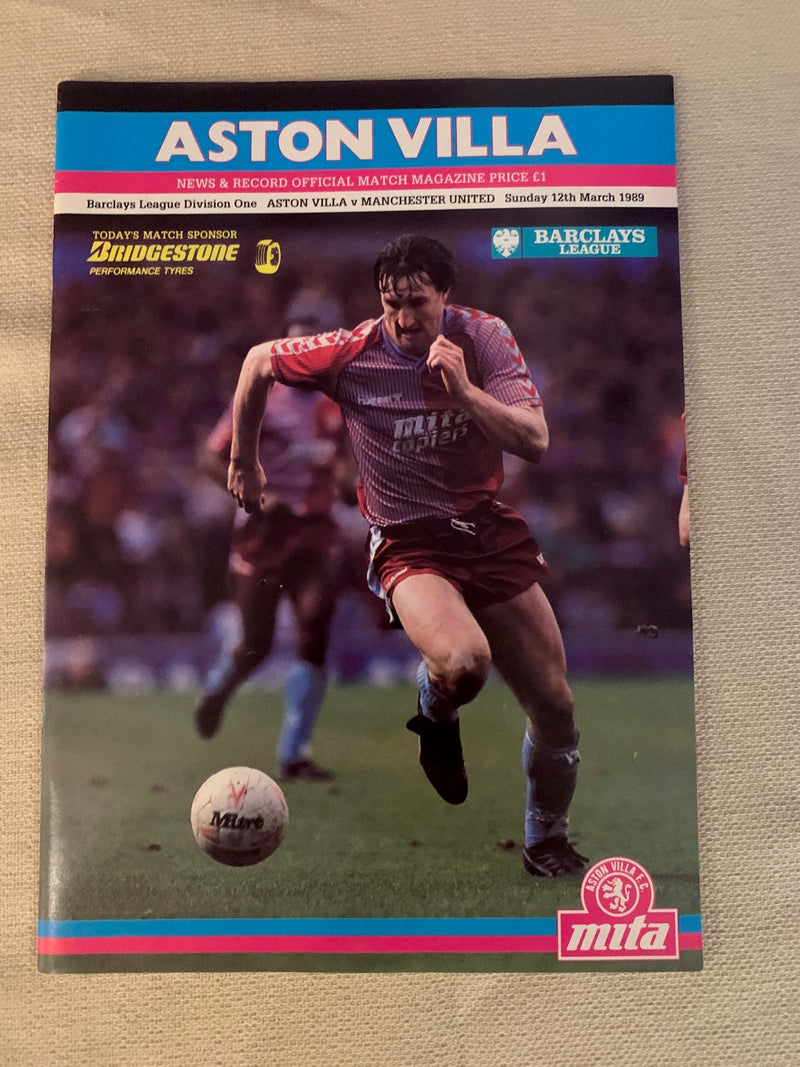 ASTON VILLA
NEWS & RECORD OFFICIAL MATCH MAGAZINE PRICE £1
Barclays League Division One ASTON VILLA v MANCHESTER UNITED Sunday 12th March 1989
TODAY'S MATCH SPONSOR
BRIDGESTONE
PERFORMANCE TYRES
BARCLAYS
LEAGUE
hummel
mita
copiers
Mitre
ASTON VILLA F.C.
mita